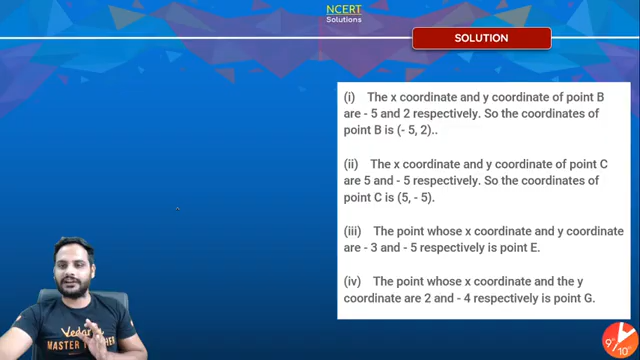 NCERT
Solutions
SOLUTION
(i) The x coordinate and y coordinate of point B
are - 5 and 2 respectively. So the coordinates of
point B is (- 5, 2)..
(ii) The x coordinate and y coordinate of point C
are 5 and - 5 respectively. So the coordinates of
point C is (5, - 5).
(iii) The point whose x coordinate and y coordinate
are - 3 and - 5 respectively is point E.
(iv) The point whose x coordinate and the y
coordinate are 2 and - 4 respectively is point G.
MASTER
9
10